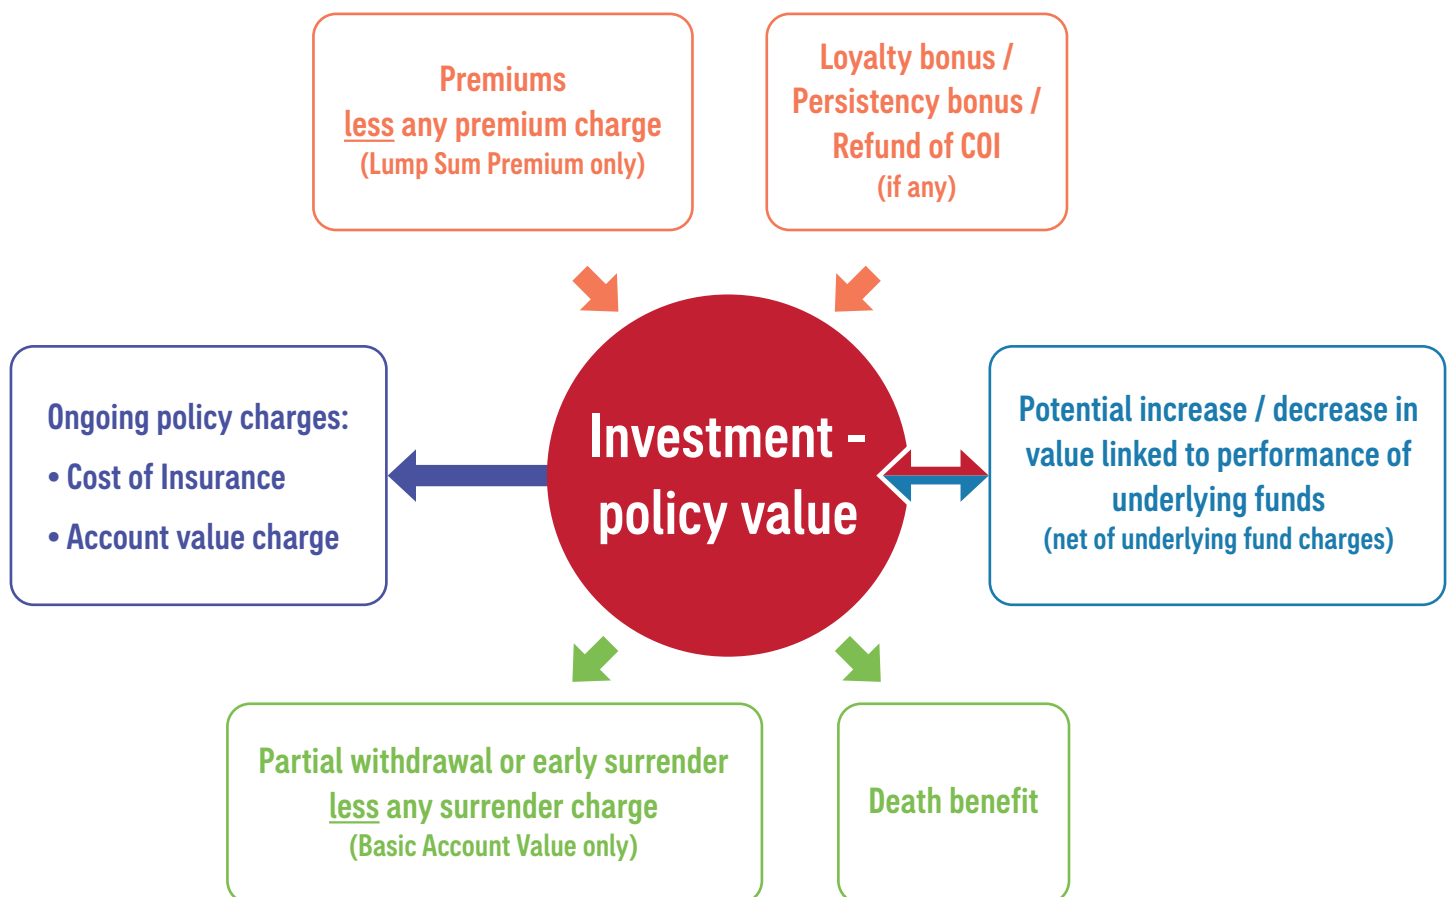 Premiums
less any premium charge
(Lump Sum Premium only)
Loyalty bonus /
Persistency bonus /
Refund of COI
(if any)
Ongoing policy charges:
• Cost of Insurance
• Account value charge
Investment -
policy value
Potential increase / decrease in
value linked to performance of
underlying funds
(net of underlying fund charges)
Partial withdrawal or early surrender
less any surrender charge
(Basic Account Value only)
Death benefit